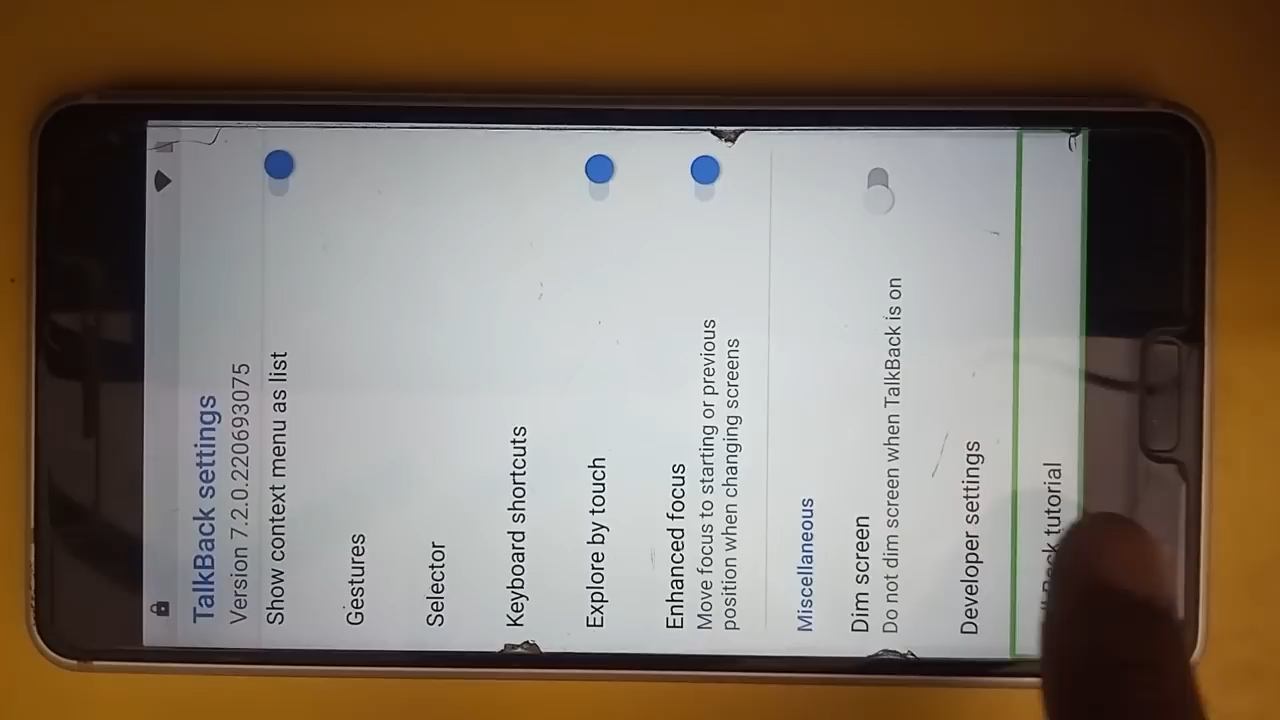 TalkBack settings
Version 7.2.0.220693075
Show context menu as list
Gestures
Selector
Keyboard shortcuts
Explore by touch
Enhanced focus
Move focus to starting or previous
position when changing screens
Miscellaneous
Dim screen
Do not dim screen when TalkBack is on
Developer settings
tutorial